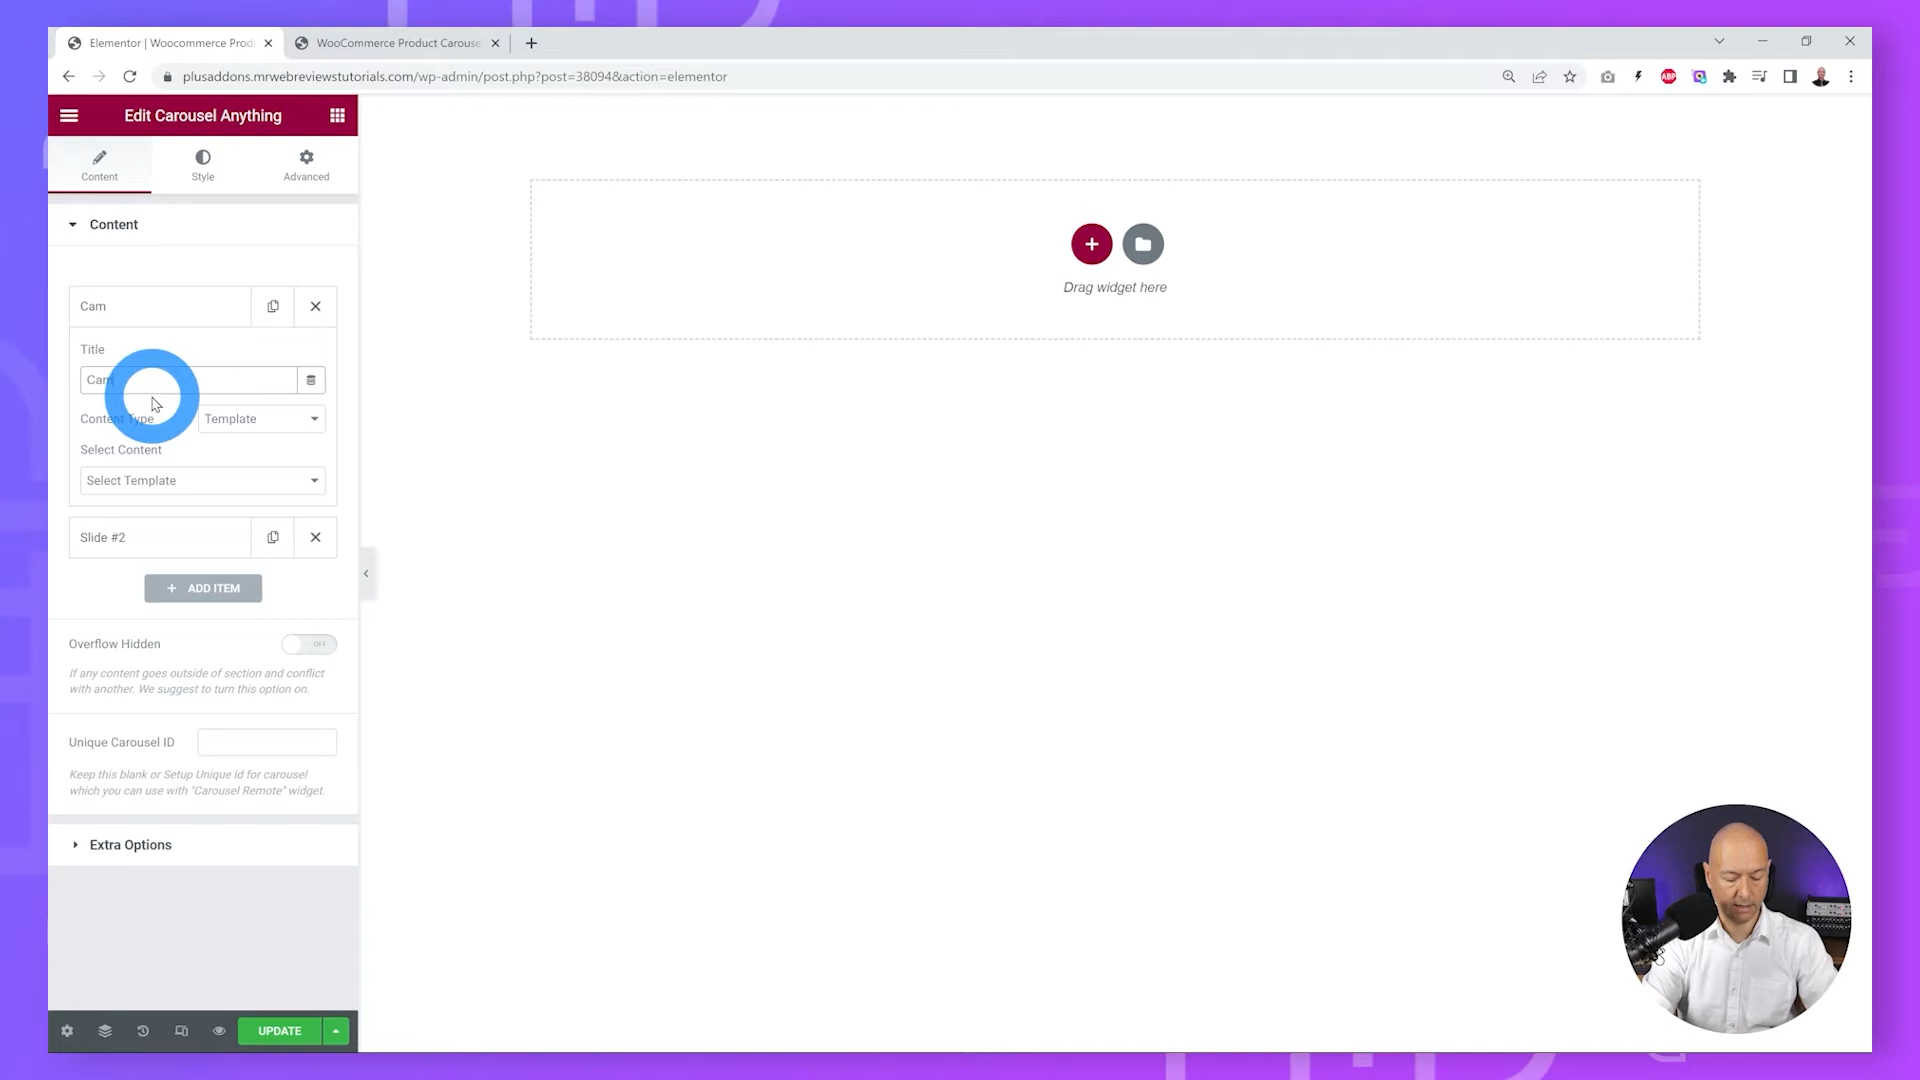 Elementor | Woocommerce Prod
WooCommerce Product Carouse
plusaddons.mrwebreviewstutorials.com/wp-admin/post.php?post=38094&action=elementor
ABP
Edit Carousel Anything
Content
Style
Advanced
Content
Cam
Title
Cam
Content Type
Template
Select Content
Select Template
Slide #2
+ ADD ITEM
Overflow Hidden
OFF
If any content goes outside of section and conflict
with another. We suggest to turn this option on.
Unique Carousel ID
Keep this blank or Setup Unique id for carousel
which you can use with "Carousel Remote" widget.
Extra Options
UPDATE
Drag widget here